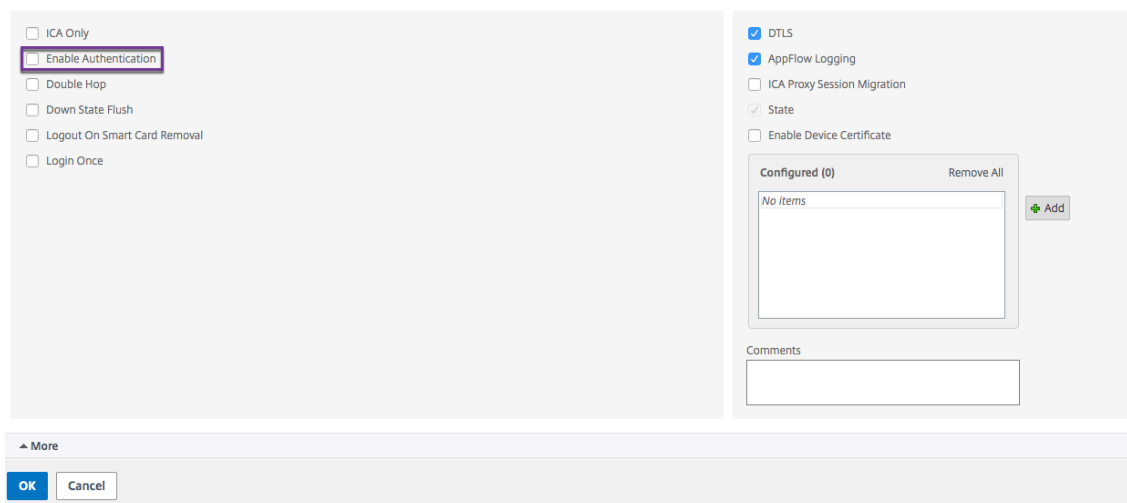 ICA Only
Enable Authentication
Double Hop
Down State Flush
Logout On Smart Card Removal
Login Once
DTLS
AppFlow Logging
ICA Proxy Session Migration
State
Enable Device Certificate
Configured (0) Remove All
No items
Add
Comments
More
OK Cancel